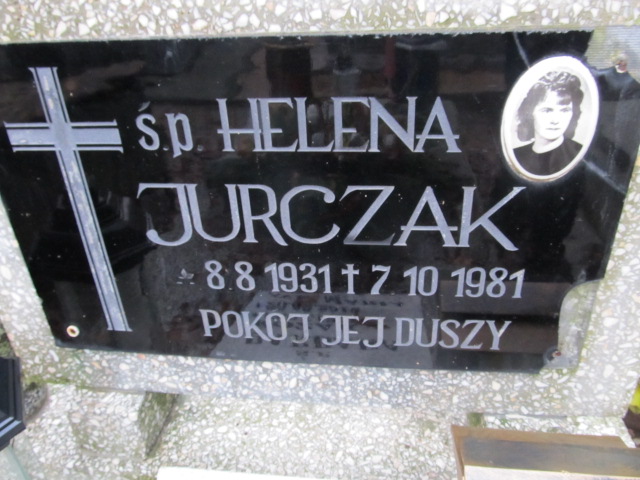 ś.p. HELENA
JURCZAK
* 8 8 1931 † 7 10 1981
POKÓJ JEJ DUSZY